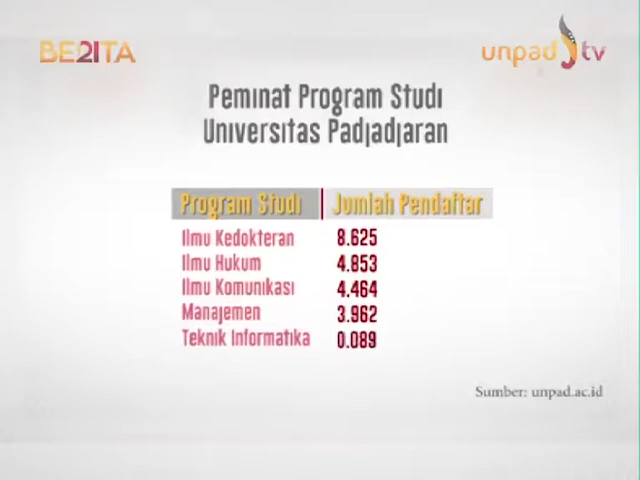 BE21TA
unpad tv
Peminat Program Studi
Universitas Padjadjaran
Program Studi Jumlah Pendaftar
Ilmu Kedokteran 8.625
Ilmu Hukum 4.853
Ilmu Komunikasi 4.464
Manajemen 3.962
Teknik Informatika 0.089
Sumber: unpad.ac.id